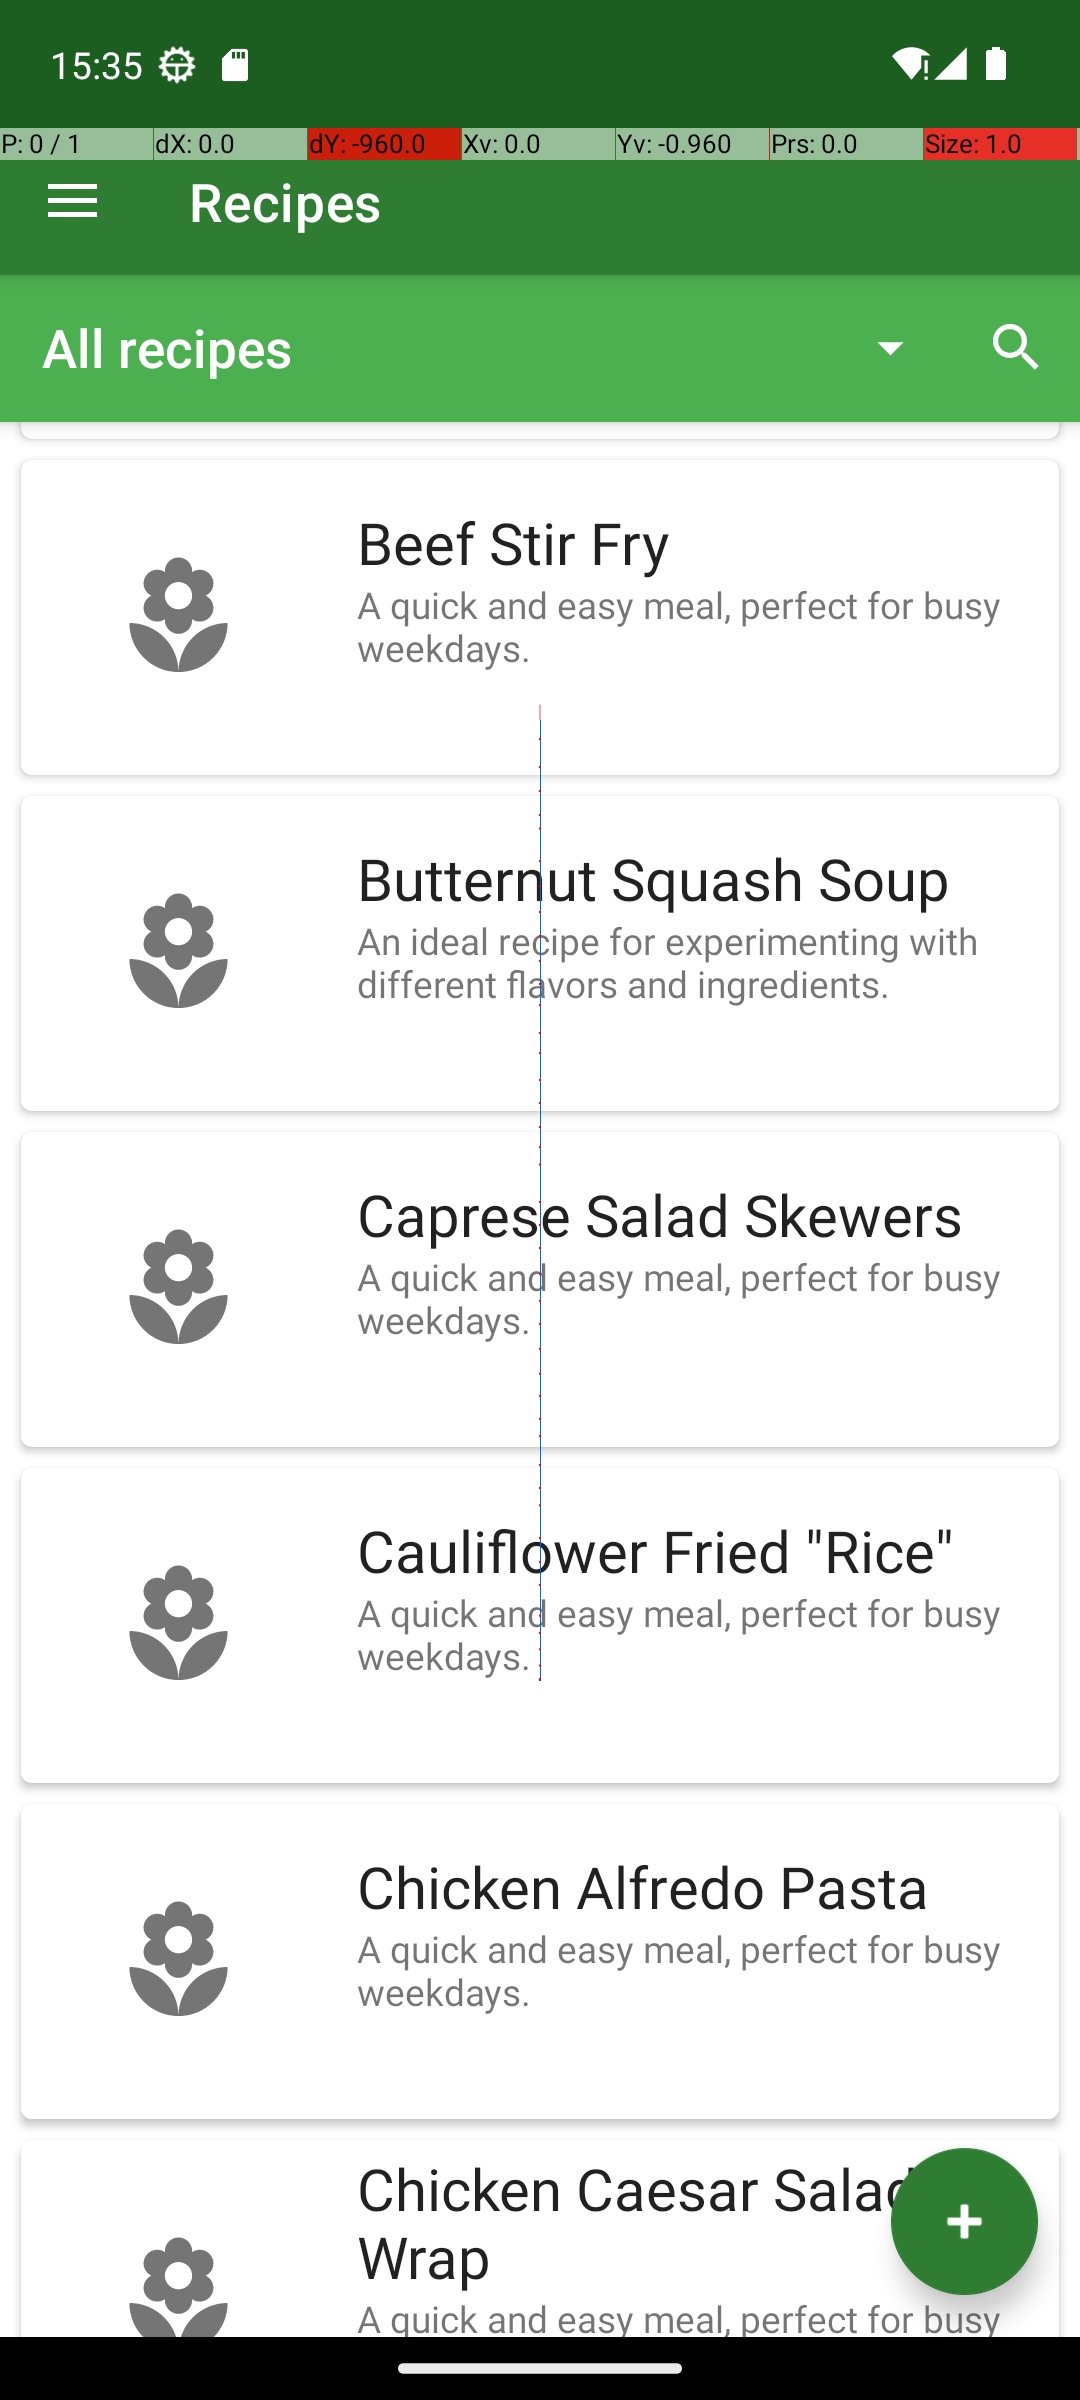 15:35
P: 0 / 1 dX: 0.0 dY: -960.0 Xv: 0.0 Yv: -0.960 Prs: 0.0 Size: 1.0
Recipes
All recipes
Beef Stir Fry
A quick and easy meal, perfect for busy
weekdays.
Butternut Squash Soup
An ideal recipe for experimenting with
different flavors and ingredients.
Caprese Salad Skewers
A quick and easy meal, perfect for busy
weekdays.
Cauliflower Fried "Rice"
A quick and easy meal, perfect for busy
weekdays.
Chicken Alfredo Pasta
A quick and easy meal, perfect for busy
weekdays.
Chicken Caesar Salad
Wrap
A quick and easy meal, perfect for busy